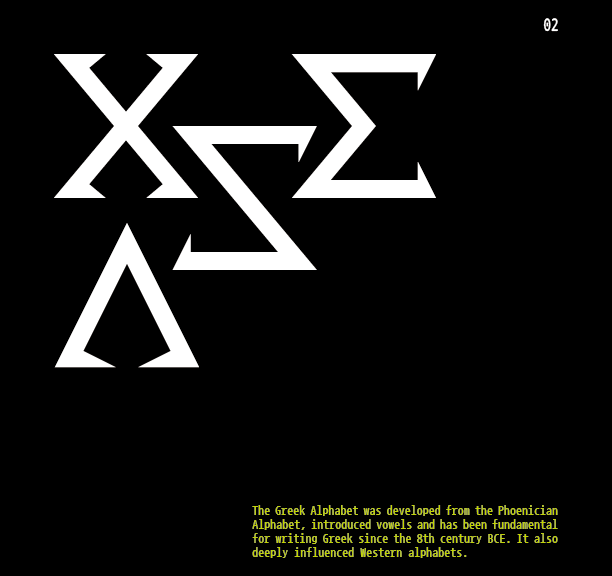 02
Χ Σ
S
Λ
The Greek Alphabet was developed from the Phoenician
Alphabet, introduced vowels and has been fundamental
for writing Greek since the 8th century BCE. It also
deeply influenced Western alphabets.